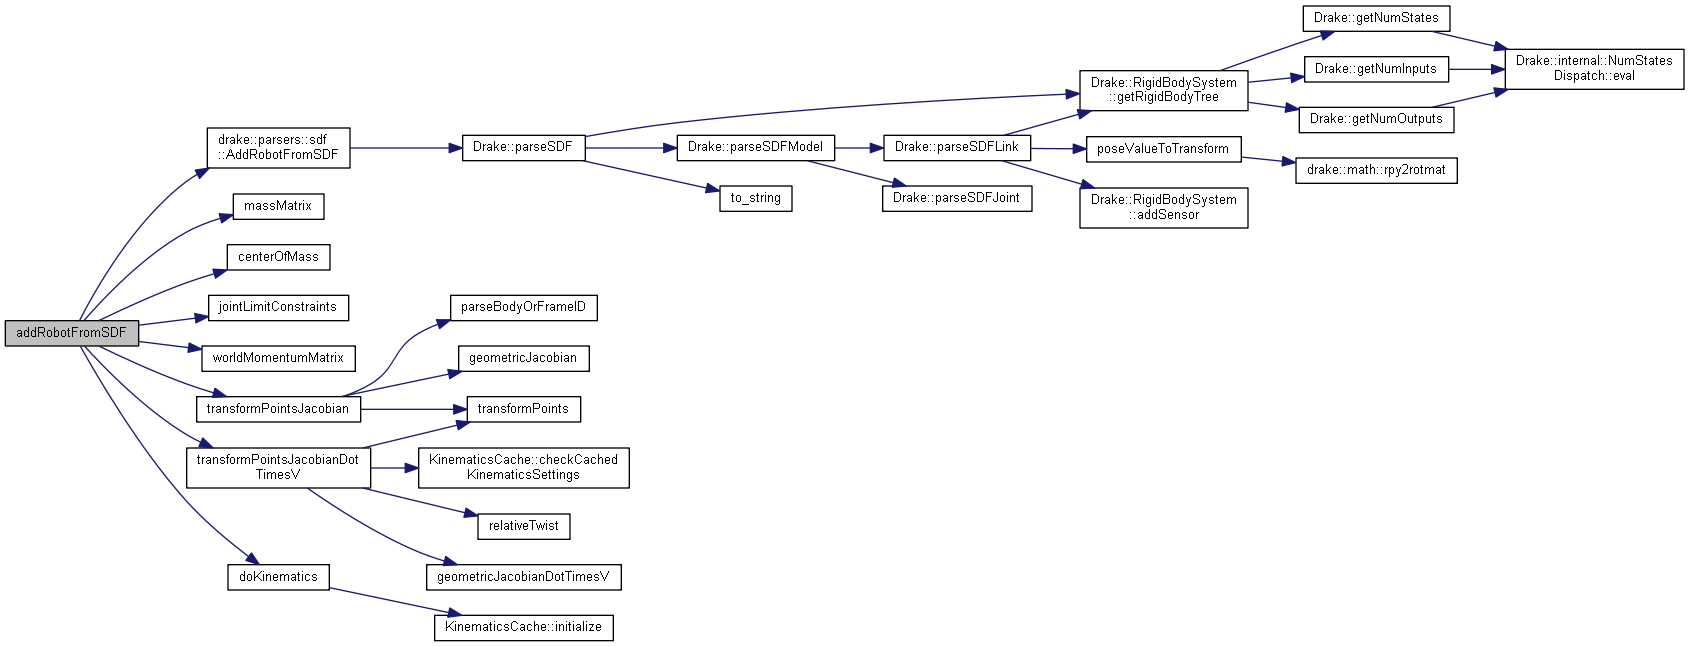 addRobotFromSDF
drake::parsers::sdf
::AddRobotFromSDF
massMatrix
centerOfMass
jointLimitConstraints
worldMomentumMatrix
transformPointsJacobian
transformPointsJacobianDot
TimesV
doKinematics
Drake::parseSDF
parseBodyOrFrameID
geometricJacobian
transformPoints
KinematicsCache::checkCached
KinematicsSettings
relativeTwist
geometricJacobianDotTimesV
KinematicsCache::initialize
Drake::parseSDFModel
to_string
Drake::parseSDFLink
Drake::parseSDFJoint
Drake::RigidBodySystem
::getRigidBodyTree
poseValueToTransform
Drake::RigidBodySystem
::addSensor
Drake::getNumStates
Drake::getNumInputs
Drake::getNumOutputs
drake::math::rpy2rotmat
Drake::internal::NumStates
Dispatch::eval